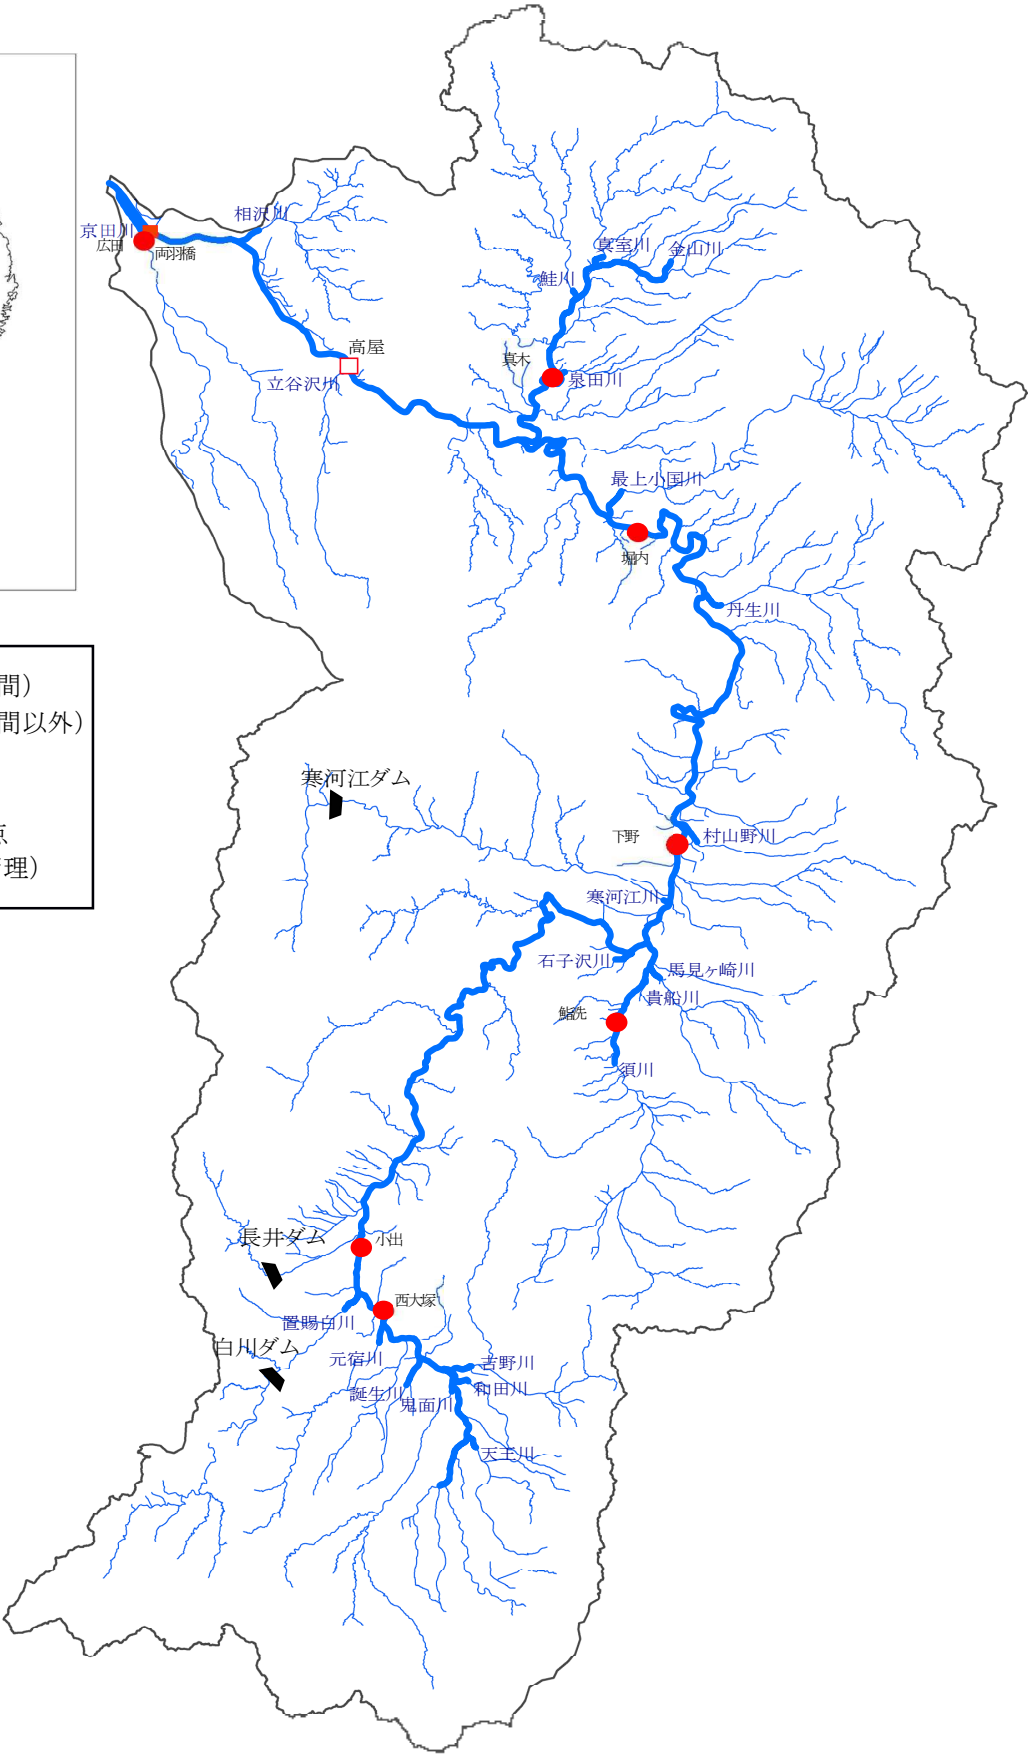 相沢川
京田川
広田
両羽橋
真室川
金山川
鮭川
高屋
真木
立谷沢川
泉田川
最上小国川
堀内
丹生川
間)
間以外)
寒河江ダム
点
管理)
下野
村山野川
寒河江川
石子沢川
馬見ヶ崎川
貴船川
鮨洗
須川
長井ダム
小出
西大塚
置賜白川
白川ダム
元宿川
吉野川
誕生川
和田川
鬼面川
天王川